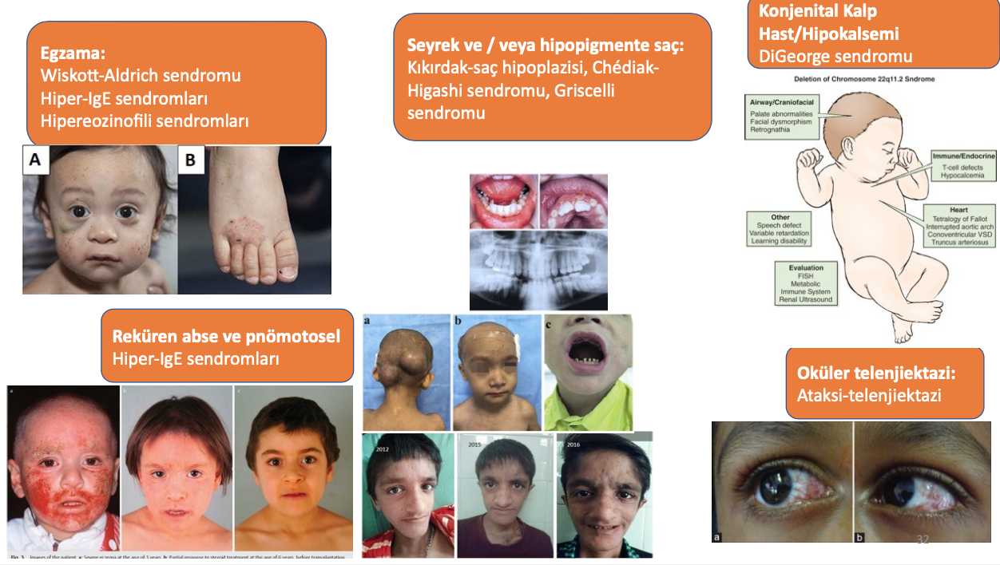 Egzama:
Wiskott-Aldrich sendromu
Hiper-IgE sendromları
Hipereozinofili sendromları
A
B
Reküren abse ve pnömotosel
Hiper-IgE sendromları
a
b
c
Fig. 3 Images of the patient. a: Severe eczema at the age of 3 years. b: Partial response to steroid treatment at the age of 6 years, before transplantation.
Seyrek ve / veya hipopigmente saç:
Kıkırdak-saç hipoplazisi, Chédiak-
Higashi sendromu, Griscelli
sendromu
a
b
c
2012
2015
2016
Konjenital Kalp
Hast/Hipokalsemi
DiGeorge sendromu
Deletion of Chromosome 22q11.2 Sndrome
Airway/Craniofacial
Palate abnormalities
Facial dysmorphism
Retrognathia
Immune/Endocrine
T-cell defects
Hypocalcemia
Heart
Tetralogy of Fallot
Interrupted aortic arch
Conoventricular VSD
Truncus arteriosus
Other
Speech defect
Variable retardation
Learning disability
Evaluation
FISH
Metabolic
Immune System
Renal Ultrasound
Oküler telenjiektazi:
Ataksi-telenjiektazi
a
b
32